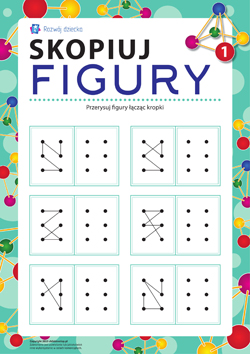 Rozwój dziecka
SKOPIUJ
FIGURY
1
Przerysuj figury łącząc kropki